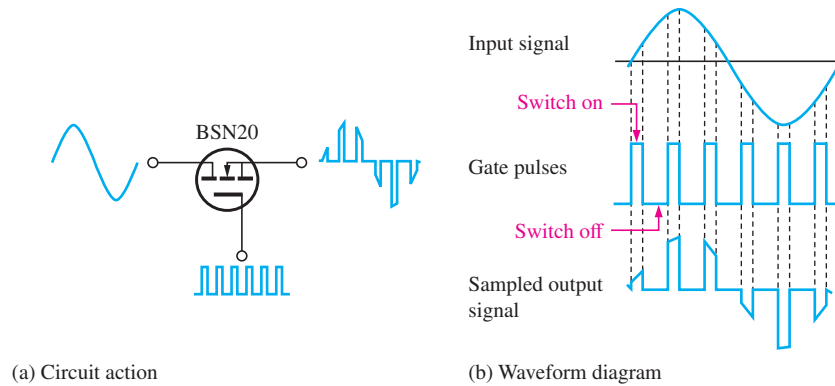 BSN20
(a) Circuit action
Input signal
Switch on
Gate pulses
Switch off
Sampled output
signal
(b) Waveform diagram